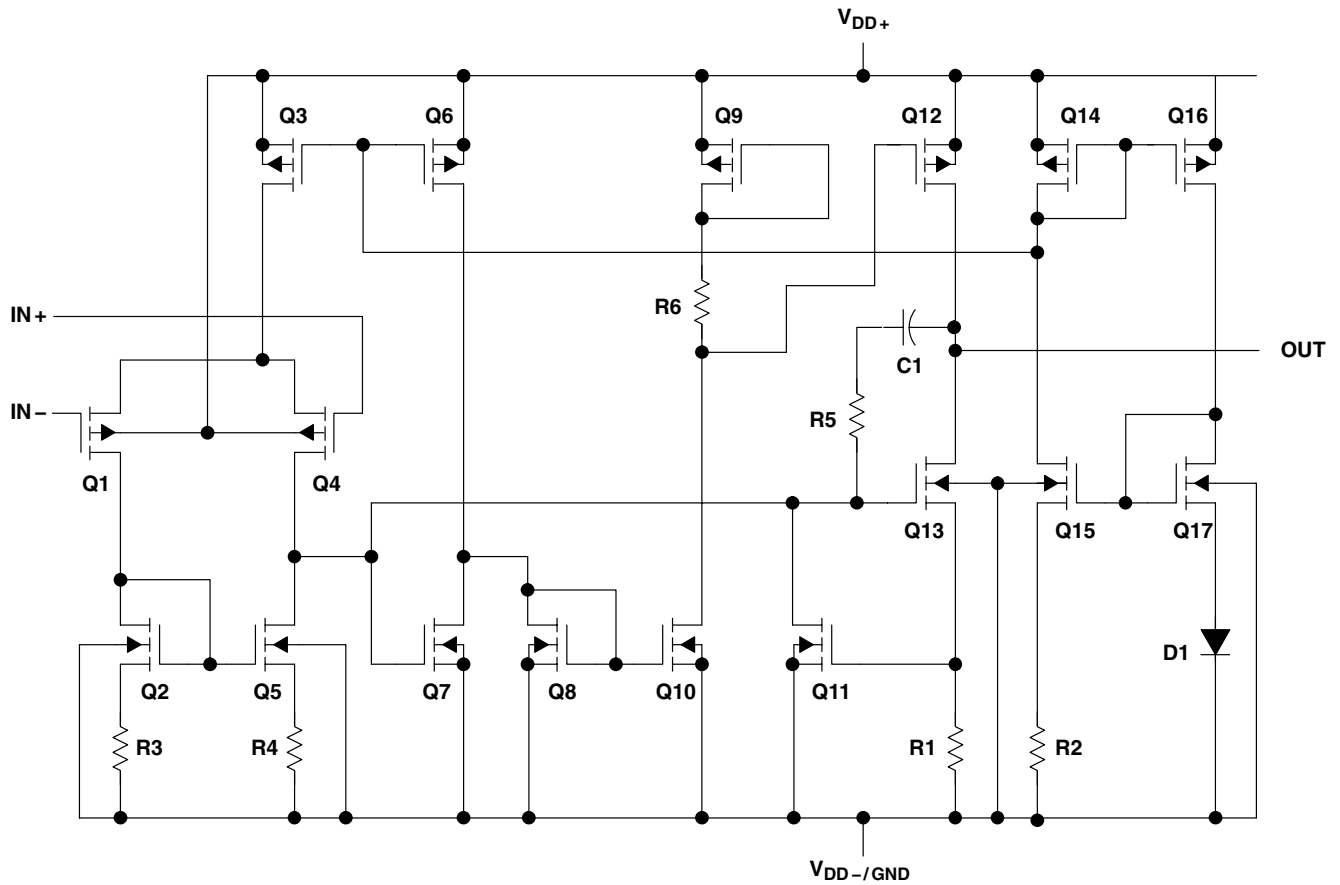 VDD+
Q3
Q6
Q9
Q12
Q14
Q16
IN+
R6
OUT
C1
IN−
R5
Q1
Q4
Q13
Q15
Q17
Q2
Q5
Q7
Q8
Q10
Q11
D1
R3
R4
R1
R2
VDD−/GND